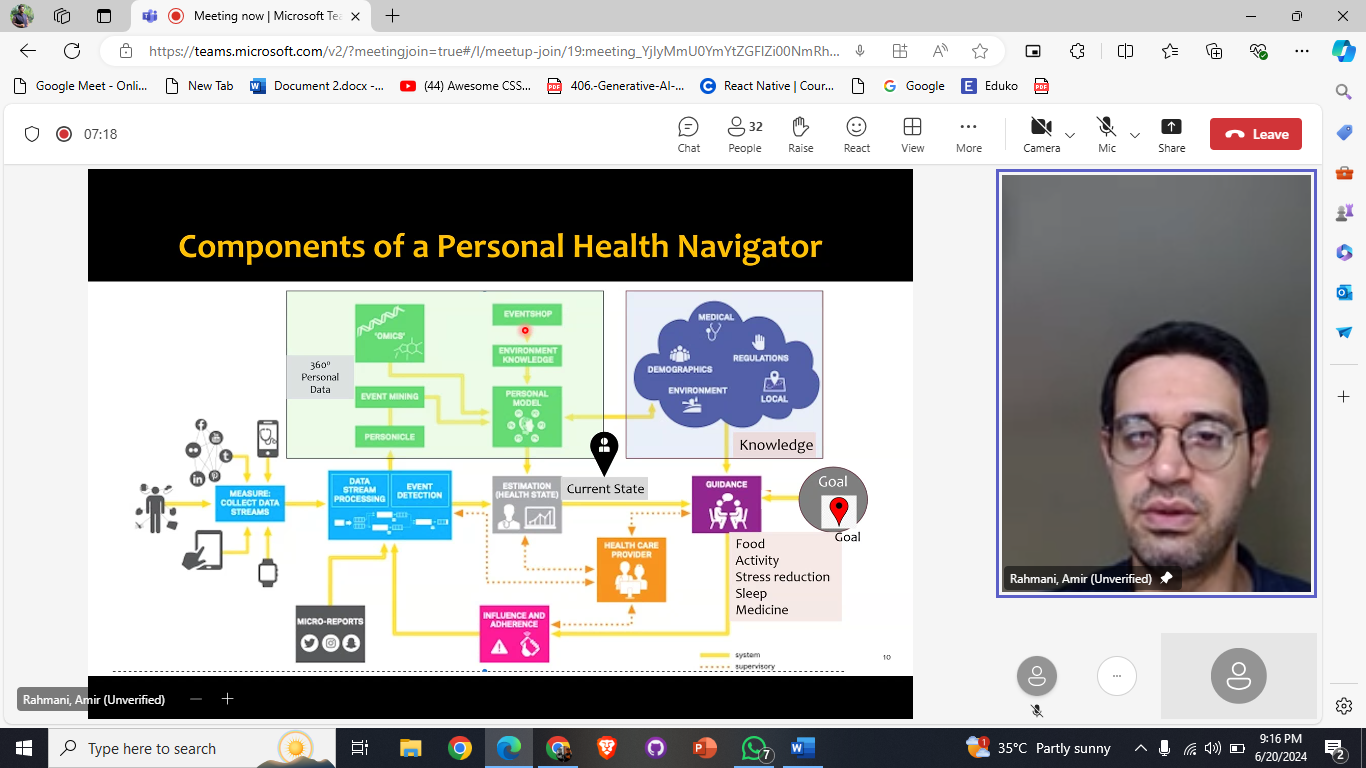 Meeting now | Microsoft Tea
https://teams.microsoft.com/v2/?meetingjoin=true#/l/meetup-join/19:meeting_YjIyMmU0YmYtZGFlZi00NmRh...
Google Meet - Onli...
New Tab
Document 2.docx -...
(44) Awesome CSS...
406.-Generative-AI-...
React Native | Cour...
Google
Eduko
07:18
Chat
32
People
Raise
React
View
More
Camera
Mic
Share
Leave
Components of a Personal Health Navigator
360°
Personal
Data
'OMICS'
EVENT MINING
PERSONICLE
EVENTSHOP
ENVIRONMENT
KNOWLEDGE
PERSONAL
MODEL
MEDICAL
DEMOGRAPHICS
REGULATIONS
ENVIRONMENT
LOCAL
Knowledge
MEASURE:
COLLECT DATA
STREAMS
DATA
STREAM
PROCESSING
EVENT
DETECTION
ESTIMATION
(HEALTH STATE)
Current State
GUIDANCE
Goal
Goal
HEALTH CARE
PROVIDER
Food
Activity
Stress reduction
Sleep
Medicine
MICRO-REPORTS
INFLUENCE AND
ADHERENCE
system
supervisory
10
Rahmani, Amir (Unverified)
Rahmani, Amir (Unverified)
Type here to search
7
1
35°C Partly sunny
9:16 PM
6/20/2024
2